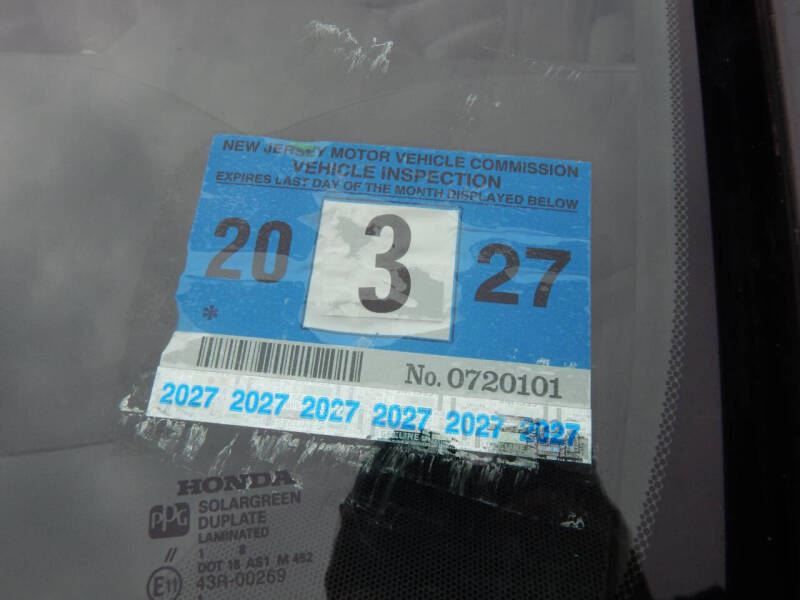 NEW JERSEY MOTOR VEHICLE COMMISSION
VEHICLE INSPECTION
EXPIRES LAST DAY OF THE MONTH DISPLAYED BELOW
20 3 27
*
No. 0720101
2027 2027 2027 2027 2027 2027
HONDA
SOLARGREEN
PPG DUPLATE
LAMINATED
// 1 8
DOT 18 AS1 M 452
E11 43R-00269